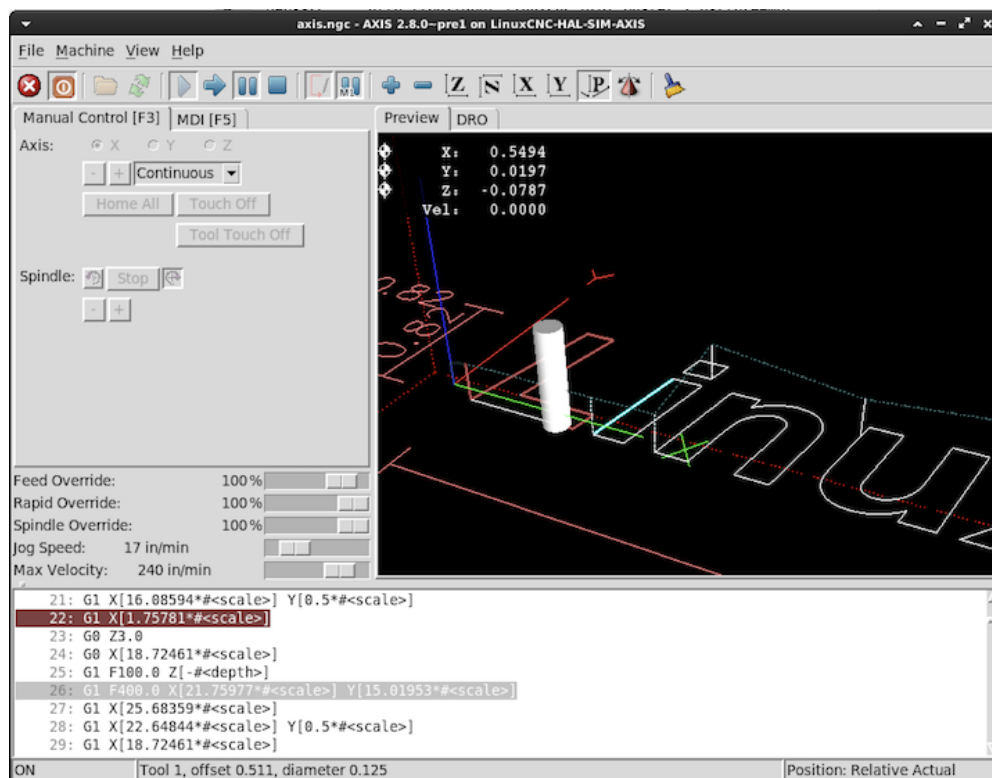 axis.ngc - AXIS 2.8.0~pre1 on LinuxCNC-HAL-SIM-AXIS
File Machine View Help
Z N X Y P
Manual Control [F3] MDI [F5]
Preview DRO
Axis: X Y Z
- + Continuous
Home All Touch Off
Tool Touch Off
Spindle: Stop
- +
X: 0.5494
Y: 0.0197
Z: -0.0787
Vel: 0.0000
Linu
Feed Override: 100 %
Rapid Override: 100 %
Spindle Override: 100 %
Jog Speed: 17 in/min
Max Velocity: 240 in/min
21: G1 X[16.08594*#<scale>] Y[0.5*#<scale>]
22: G1 X[1.75781*#<scale>]
23: G0 Z3.0
24: G0 X[18.72461*#<scale>]
25: G1 F100.0 Z[-#<depth>]
26: G1 F400.0 X[21.75977*#<scale>] Y[15.01953*#<scale>]
27: G1 X[25.68359*#<scale>]
28: G1 X[22.64844*#<scale>] Y[0.5*#<scale>]
29: G1 X[18.72461*#<scale>]
ON Tool 1, offset 0.511, diameter 0.125 Position: Relative Actual